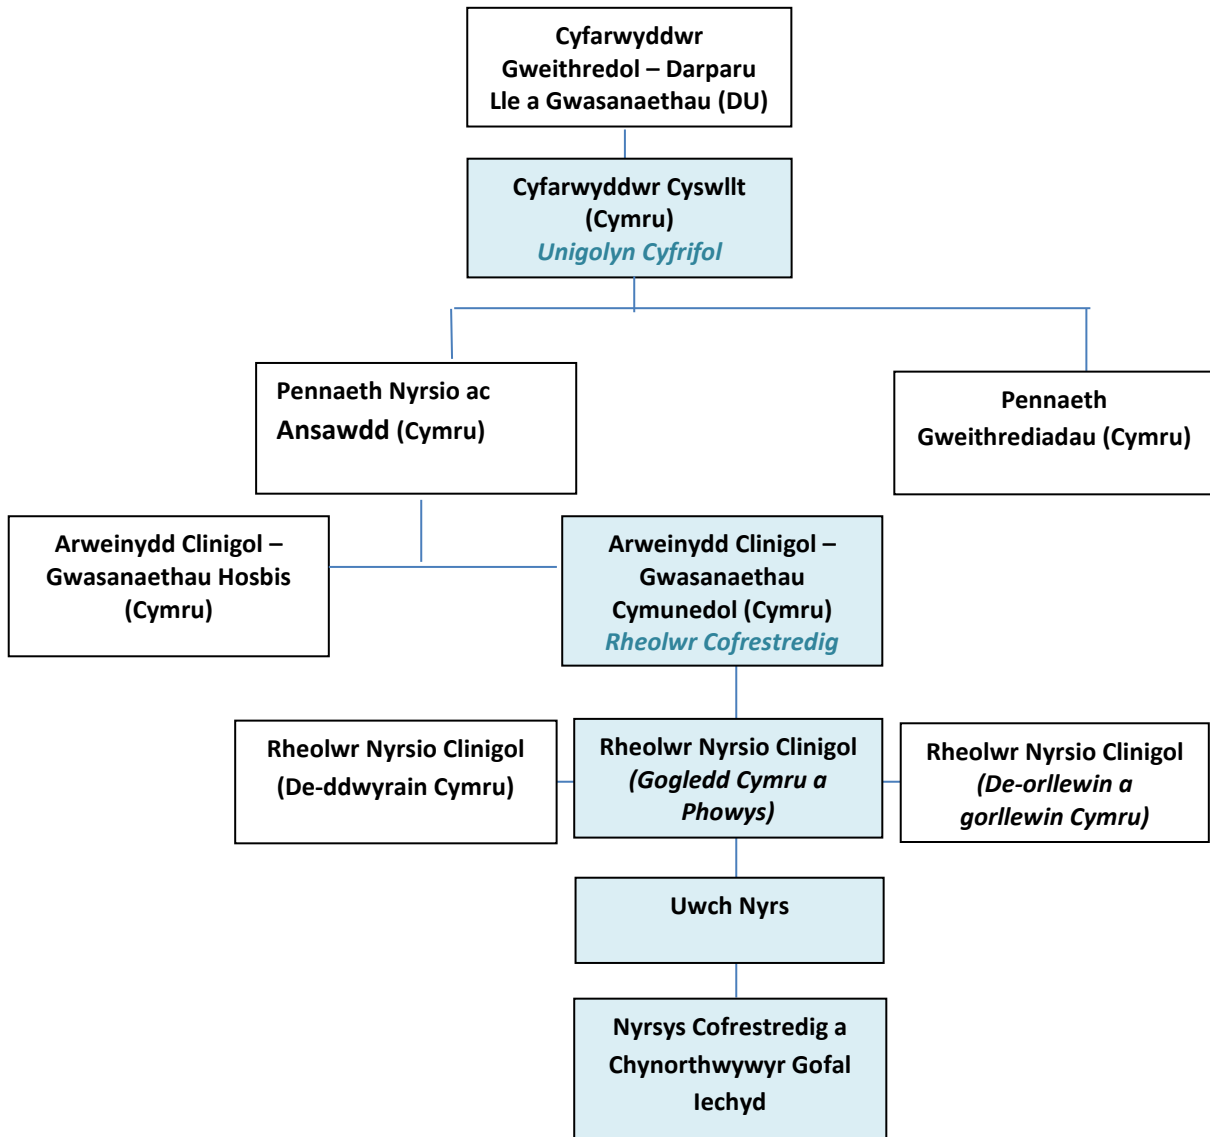 Cyfarwyddwr
Gweithredol – Darparu
Lle a Gwasanaethau (DU)
Cyfarwyddwr Cyswllt
(Cymru)
Unigolyn Cyfrifol
Pennaeth Nyrsio ac
Ansawdd (Cymru)
Pennaeth
Gweithrediadau (Cymru)
Arweinydd Clinigol –
Gwasanaethau Hosbis
(Cymru)
Arweinydd Clinigol –
Gwasanaethau
Cymunedol (Cymru)
Rheolwr Cofrestredig
Rheolwr Nyrsio Clinigol
(De-ddwyrain Cymru)
Rheolwr Nyrsio Clinigol
(Gogledd Cymru a
Phowys)
Rheolwr Nyrsio Clinigol
(De-orllewin a
gorllewin Cymru)
Uwch Nyrs
Nyrsys Cofrestredig a
Chynorthwywyr Gofal
Iechyd